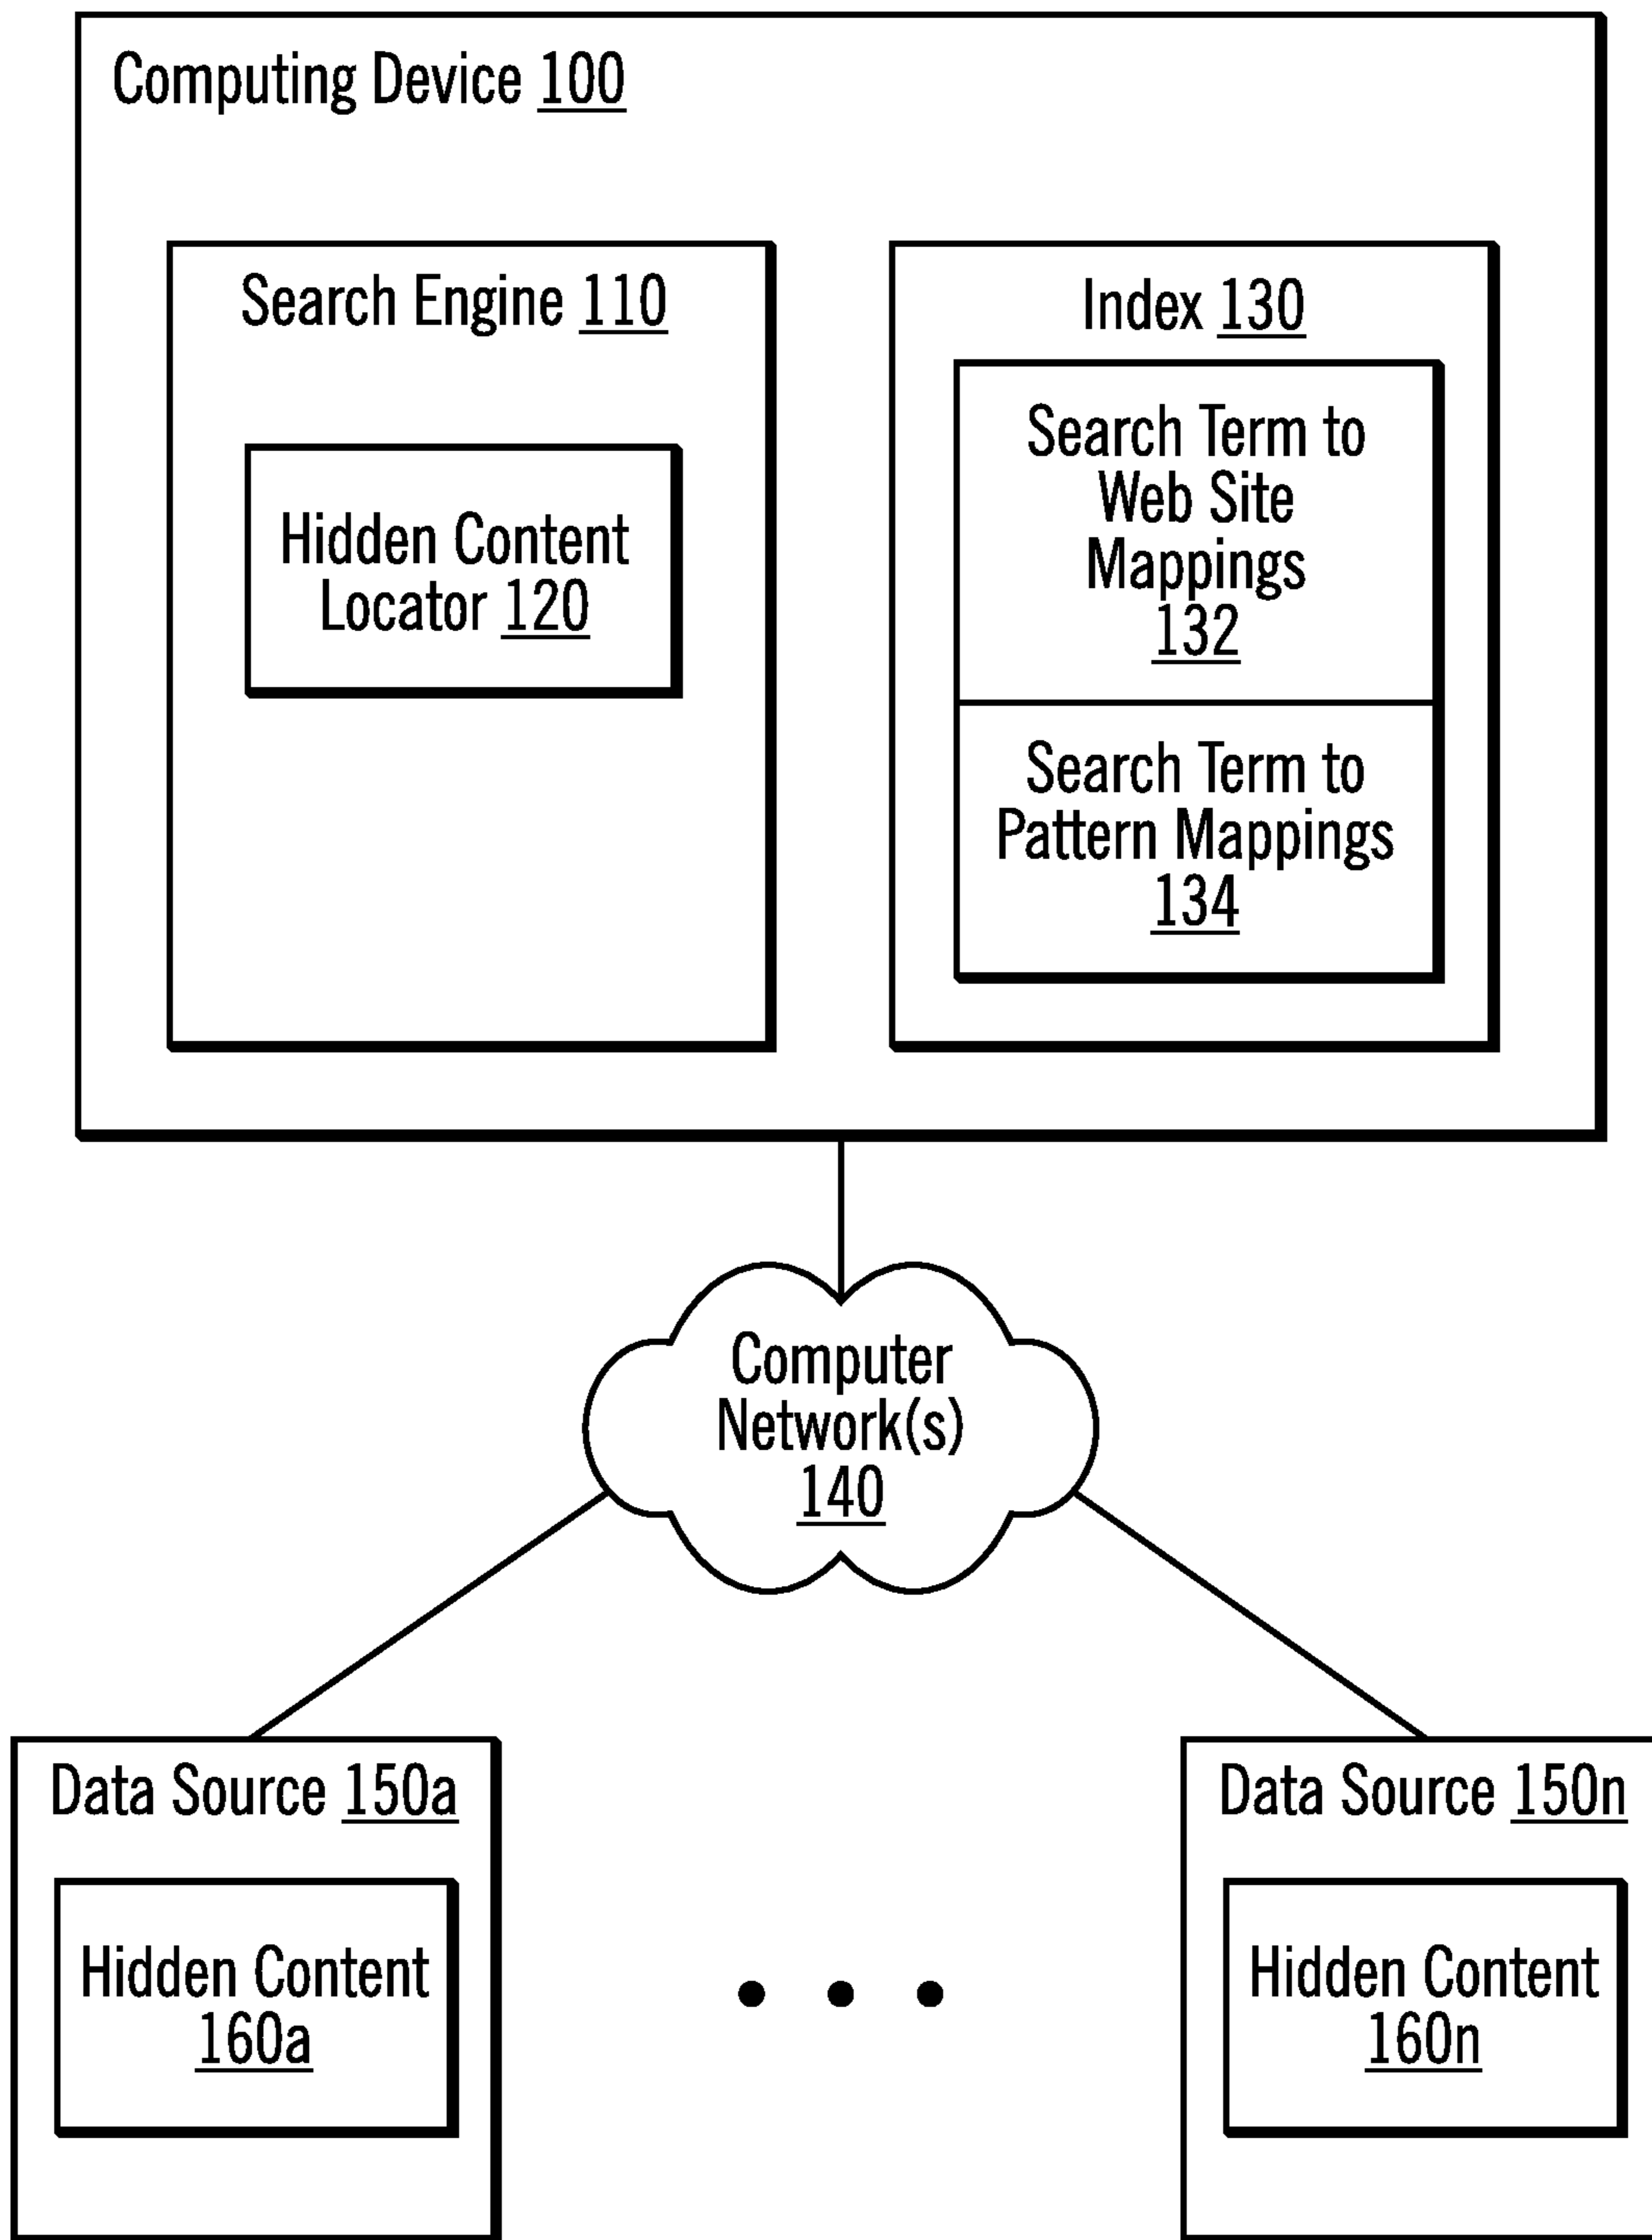 Computing Device 100
Search Engine 110
Hidden Content
Locator 120
Index 130
Search Term to
Web Site
Mappings
132
Search Term to
Pattern Mappings
134
Computer
Network(s)
140
Data Source 150a
Hidden Content
160a
Data Source 150n
Hidden Content
160n